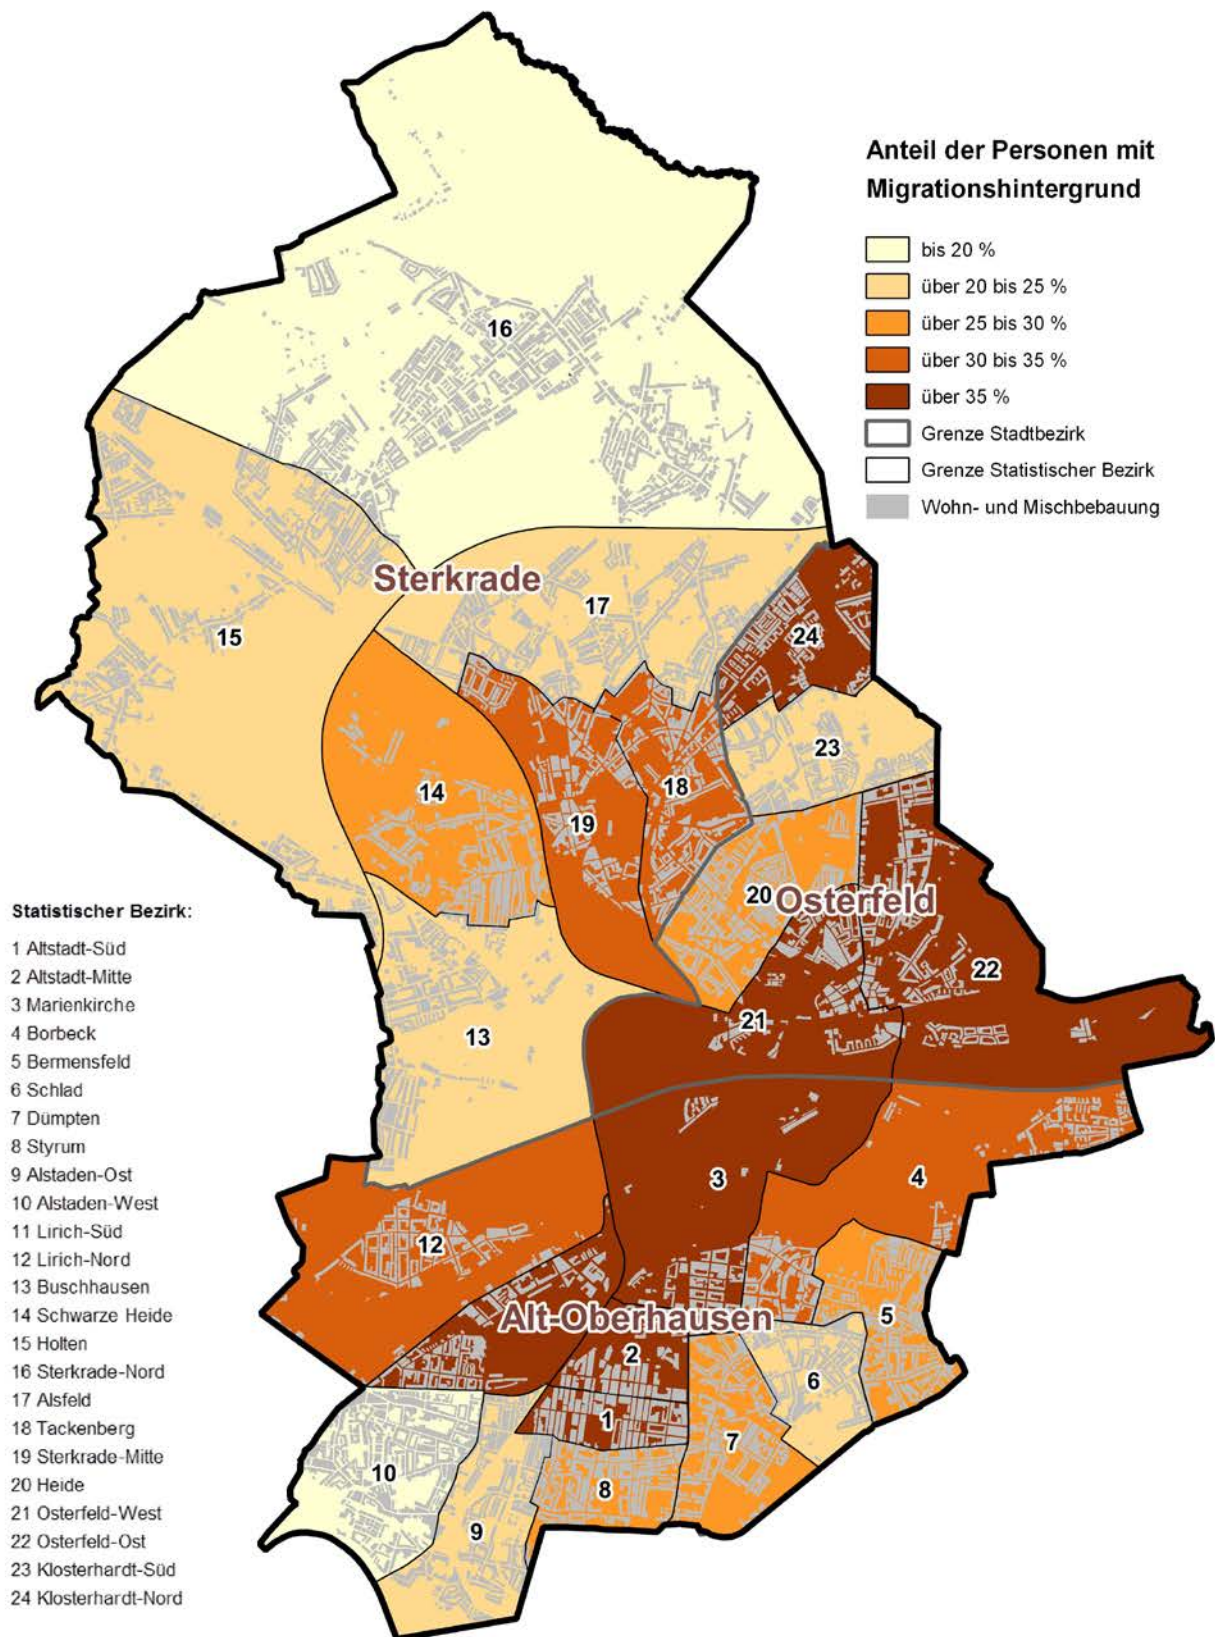 Anteil der Personen mit
Migrationshintergrund
bis 20 %
über 20 bis 25 %
über 25 bis 30 %
über 30 bis 35 %
über 35 %
Grenze Stadtbezirk
Grenze Statistischer Bezirk
Wohn- und Mischbebauung
16
Sterkrade
17
15
24
23
14
18
19
20
Osterfeld
22
21
13
3
4
12
Alt-Oberhausen
5
2
6
1
7
10
8
9
Statistischer Bezirk:
1 Altstadt-Süd
2 Altstadt-Mitte
3 Marienkirche
4 Borbeck
5 Bermensfeld
6 Schlad
7 Dümpten
8 Styrum
9 Alstaden-Ost
10 Alstaden-West
11 Lirich-Süd
12 Lirich-Nord
13 Buschhausen
14 Schwarze Heide
15 Holten
16 Sterkrade-Nord
17 Alsfeld
18 Tackenberg
19 Sterkrade-Mitte
20 Heide
21 Osterfeld-West
22 Osterfeld-Ost
23 Klosterhardt-Süd
24 Klosterhardt-Nord